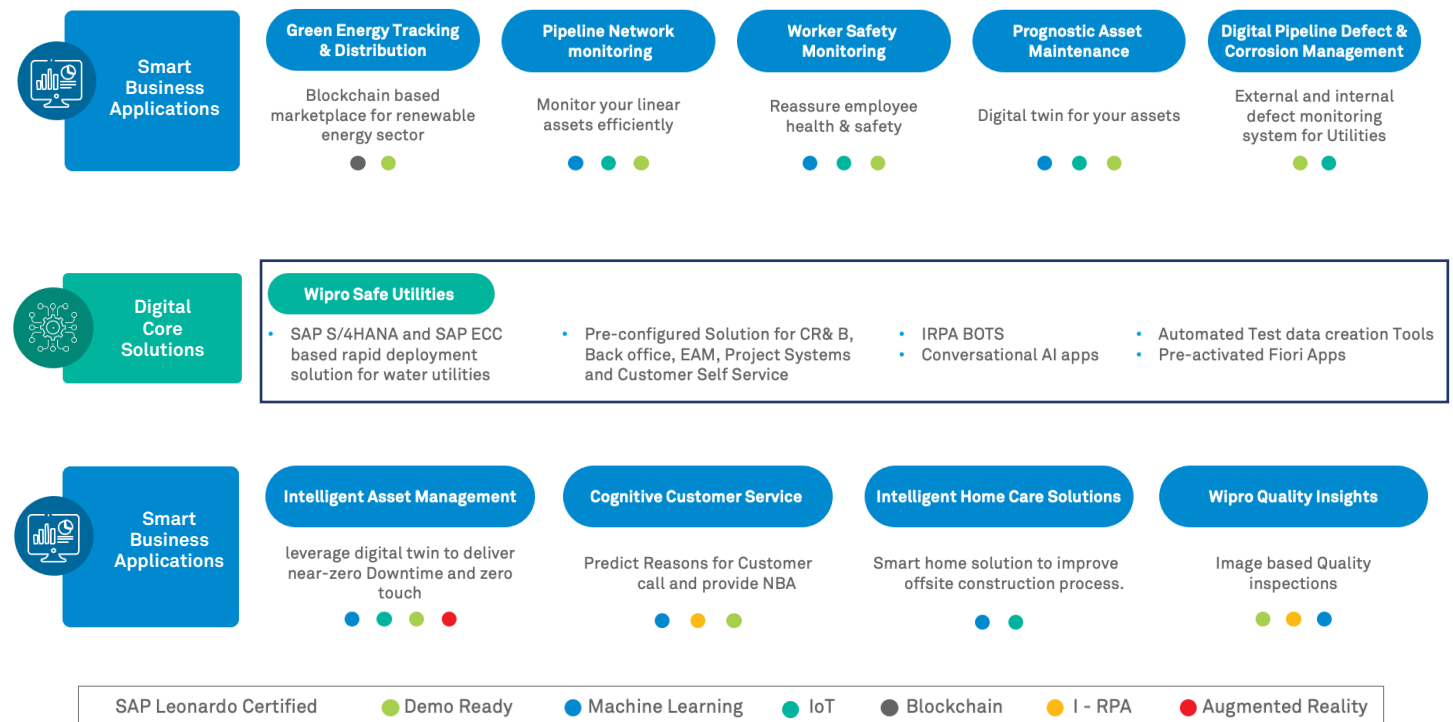 Smart
Business
Applications
Green Energy Tracking
& Distribution
Blockchain based
marketplace for renewable
energy sector
Pipeline Network
monitoring
Monitor your linear
assets efficiently
Worker Safety
Monitoring
Reassure employee
health & safety
Prognostic Asset
Maintenance
Digital twin for your assets
Digital Pipeline Defect &
Corrosion Management
External and internal
defect monitoring
system for Utilities
Digital
Core
Solutions
Wipro Safe Utilities
• SAP S/4HANA and SAP ECC
based rapid deployment
solution for water utilities
• Pre-configured Solution for CR& B,
Back office, EAM, Project Systems
and Customer Self Service
• IRPA BOTS
• Conversational AI apps
• Automated Test data creation Tools
• Pre-activated Fiori Apps
Smart
Business
Applications
Intelligent Asset Management
leverage digital twin to deliver
near-zero Downtime and zero
touch
Cognitive Customer Service
Predict Reasons for Customer
call and provide NBA
Intelligent Home Care Solutions
Smart home solution to improve
offsite construction process.
Wipro Quality Insights
Image based Quality
inspections
SAP Leonardo Certified Demo Ready Machine Learning IoT Blockchain I - RPA Augmented Reality